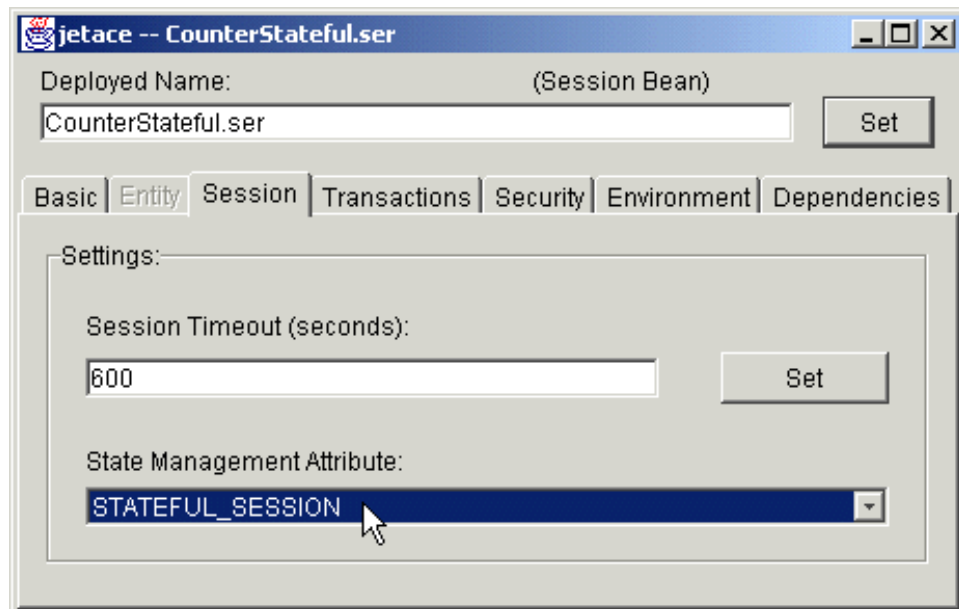 jetace -- CounterStateful.ser
Deployed Name: (Session Bean)
CounterStateful.ser Set
Basic Entity Session Transactions Security Environment Dependencies
Settings:
Session Timeout (seconds):
600 Set
State Management Attribute:
STATEFUL_SESSION